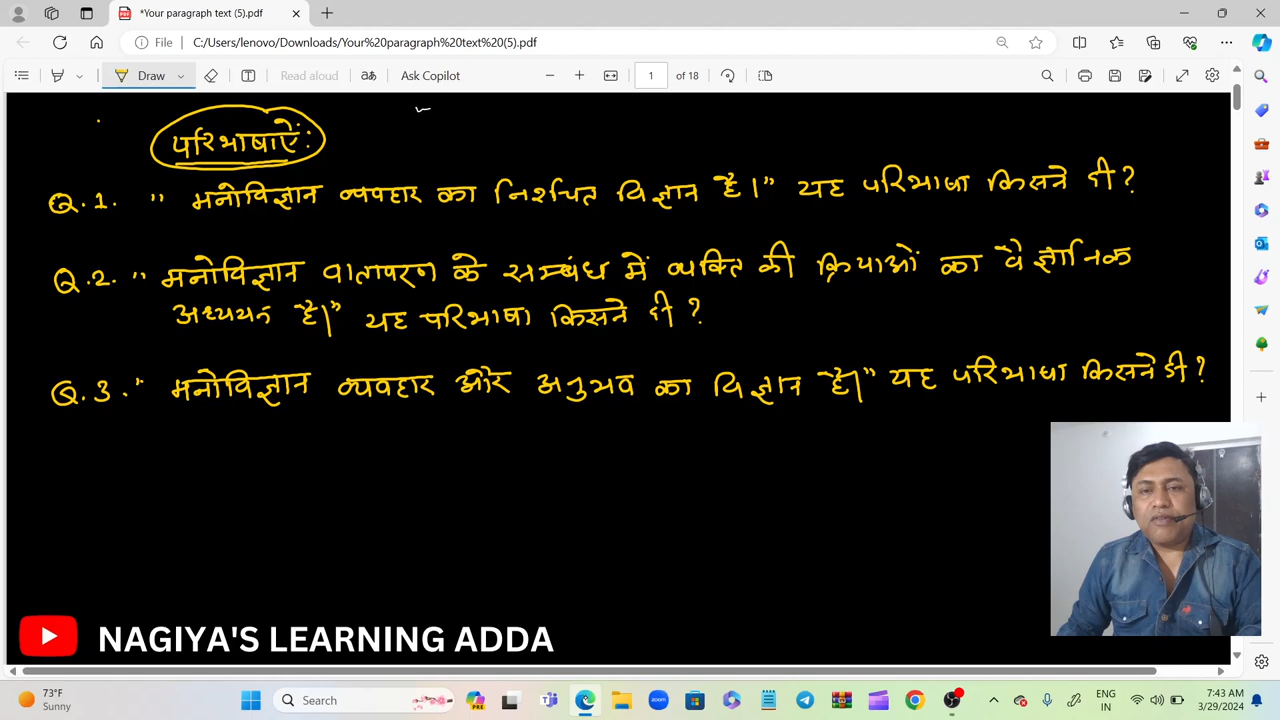 *Your paragraph text (5).pdf
File C:/Users/lenovo/Downloads/Your%20paragraph%20text%20(5).pdf
Draw Read aloud Ask Copilot 1 of 18
परिभाषाऐं:
Q.1. " मनोविज्ञान व्यवहार का निश्चित विज्ञान है।" यह परिभाषा किसने दी?
Q.2. " मनोविज्ञान वातावरण के सम्बंध में व्यक्ति की क्रियाओं का वैज्ञानिक
अध्ययन है।" यह परिभाषा किसने दी?
Q.3. " मनोविज्ञान व्यवहार और अनुभव का विज्ञान है।" यह परिभाषा किसने दी?
NAGIYA'S LEARNING ADDA
73°F
Sunny
Search
PRE
zoom
ENG
IN
7:43 AM
3/29/2024